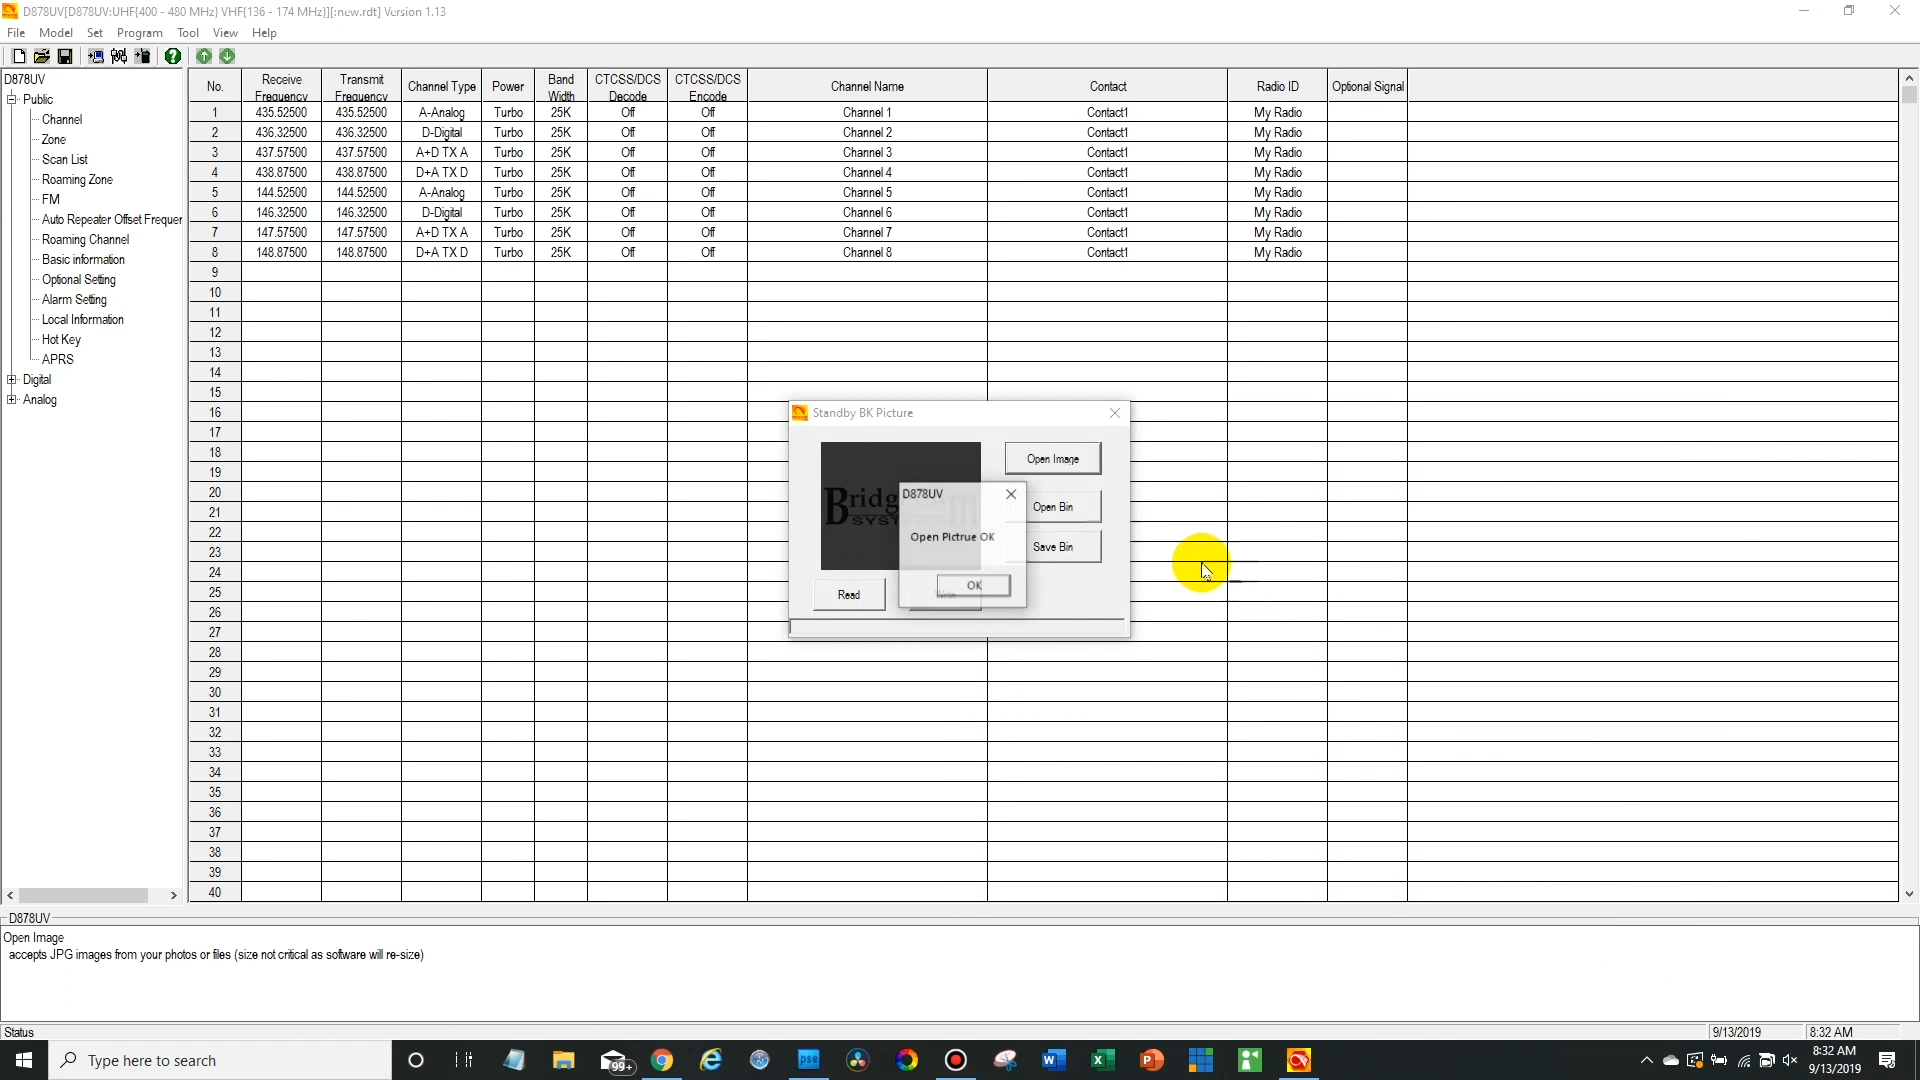 D878UV[D878UV:UHF{400 - 480 MHz} VHF{136 - 174 MHz}][:new.rdt] Version 1.13
File Model Set Program Tool View Help
D878UV
Public
Channel
Zone
Scan List
Roaming Zone
FM
Auto Repeater Offset Frequer
Roaming Channel
Basic information
Optional Setting
Alarm Setting
Local Information
Hot Key
APRS
Digital
Analog
No. Receive Frequency Transmit Frequency Channel Type Power Band Width CTCSS/DCS Decode CTCSS/DCS Encode Channel Name Contact Radio ID Optional Signal
1 435.52500 435.52500 A-Analog Turbo 25K Off Off Channel 1 Contact1 My Radio
2 436.32500 436.32500 D-Digital Turbo 25K Off Off Channel 2 Contact1 My Radio
3 437.57500 437.57500 A+D TX A Turbo 25K Off Off Channel 3 Contact1 My Radio
4 438.87500 438.87500 D+A TX D Turbo 25K Off Off Channel 4 Contact1 My Radio
5 144.52500 144.52500 A-Analog Turbo 25K Off Off Channel 5 Contact1 My Radio
6 146.32500 146.32500 D-Digital Turbo 25K Off Off Channel 6 Contact1 My Radio
7 147.57500 147.57500 A+D TX A Turbo 25K Off Off Channel 7 Contact1 My Radio
8 148.87500 148.87500 D+A TX D Turbo 25K Off Off Channel 8 Contact1 My Radio
9
10
11
12
13
14
15
16
17
18
19
20
21
22
23
24
25
26
27
28
29
30
31
32
33
34
35
36
37
38
39
40
Standby BK Picture
Open Image
Open Bin
Save Bin
Read
Write
D878UV
Open Pictrue OK
OK
D878UV
Open Image
accepts JPG images from your photos or files (size not critical as software will re-size)
Status 9/13/2019 8:32 AM
Type here to search
99+
pse
8:32 AM
9/13/2019